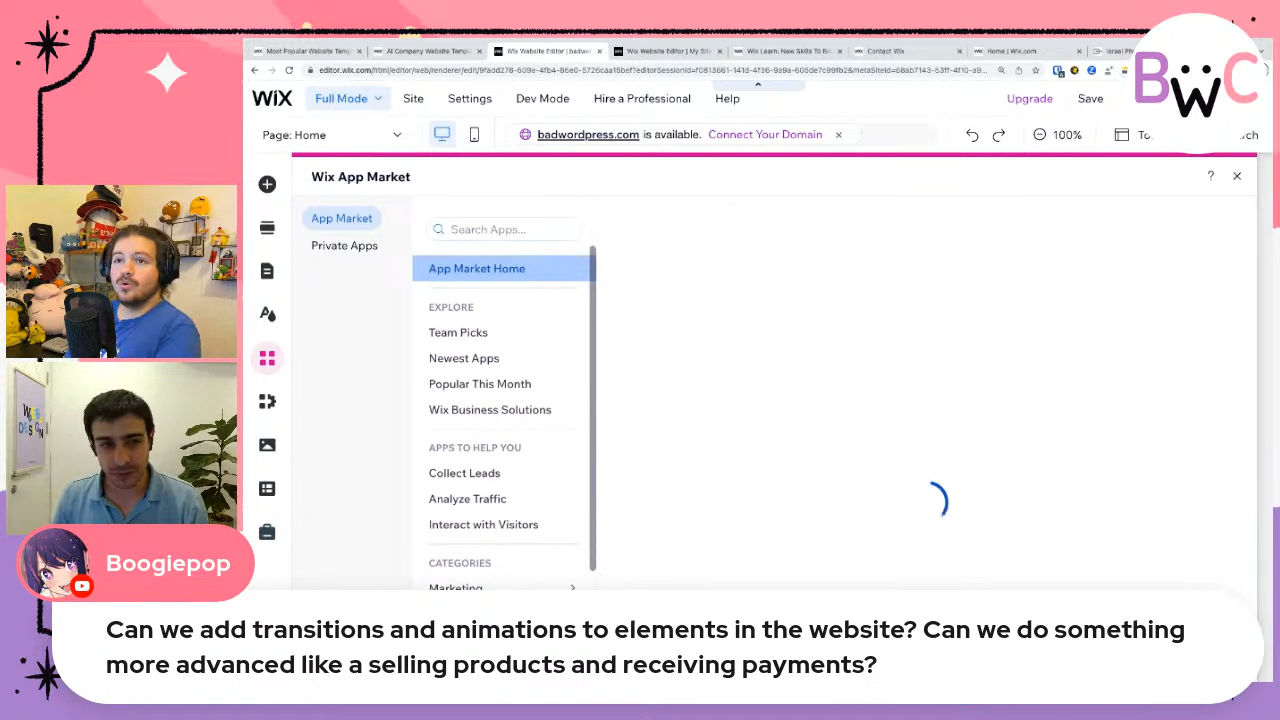 Most Popular Website Temp
AI Company Website Templa
Wix Website Editor | badwor
Wix Website Editor | My Sit
Wix Learn: New Skills To B
Contact Wix
Home | Wix.com
Israel Ph
BWC
WIX
Full Mode
Site
Settings
Dev Mode
Hire a Professional
Help
Upgrade
Save
Page: Home
badwordpress.com is available.
Connect Your Domain
100%
Wix App Market
?
App Market
Private Apps
Search Apps...
App Market Home
EXPLORE
Team Picks
Newest Apps
Popular This Month
Wix Business Solutions
APPS TO HELP YOU
Collect Leads
Analyze Traffic
Interact with Visitors
CATEGORIES
Marketing
Boogiepop
Can we add transitions and animations to elements in the website? Can we do something
more advanced like a selling products and receiving payments?